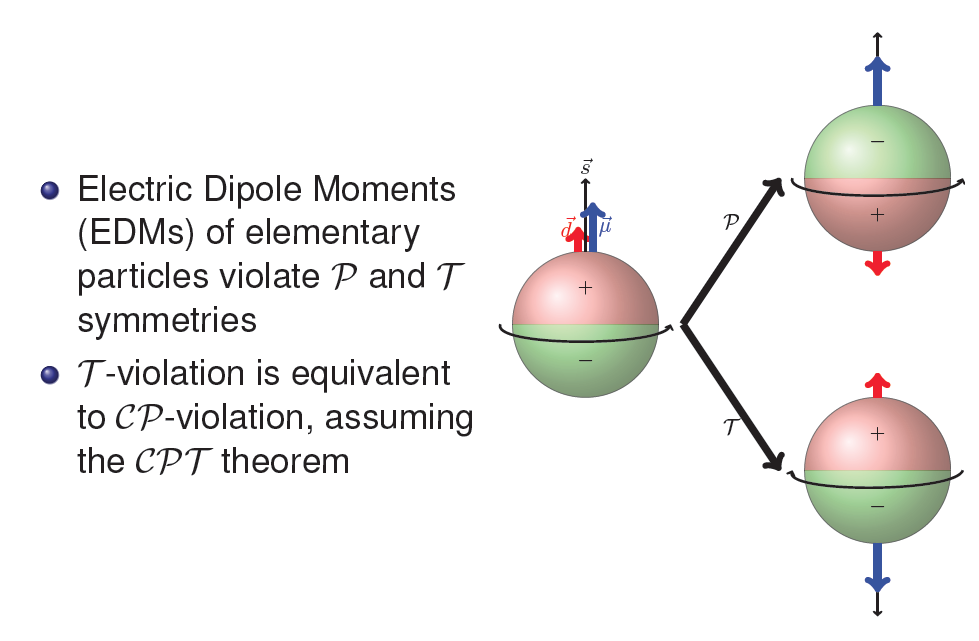 Electric Dipole Moments
(EDMs) of elementary
particles violate 𝒫 and 𝒯
symmetries
𝒯-violation is equivalent
to 𝒞𝒫-violation, assuming
the 𝒞𝒫𝒯 theorem
s⃗
d⃗ μ⃗
+
−
𝒫
𝒯
−
+
+
−